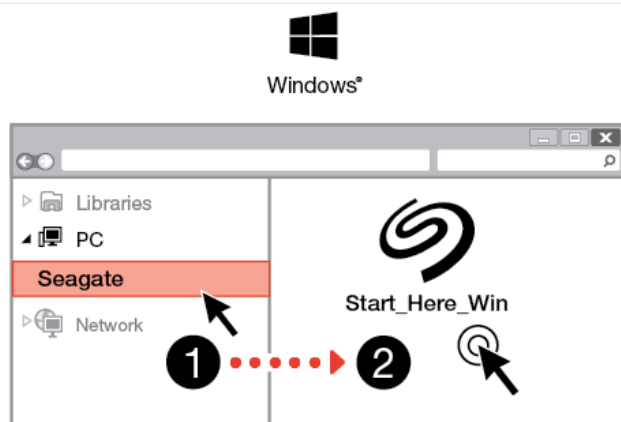 Windows®
Libraries
PC
Seagate
Network
Start_Here_Win
1
2